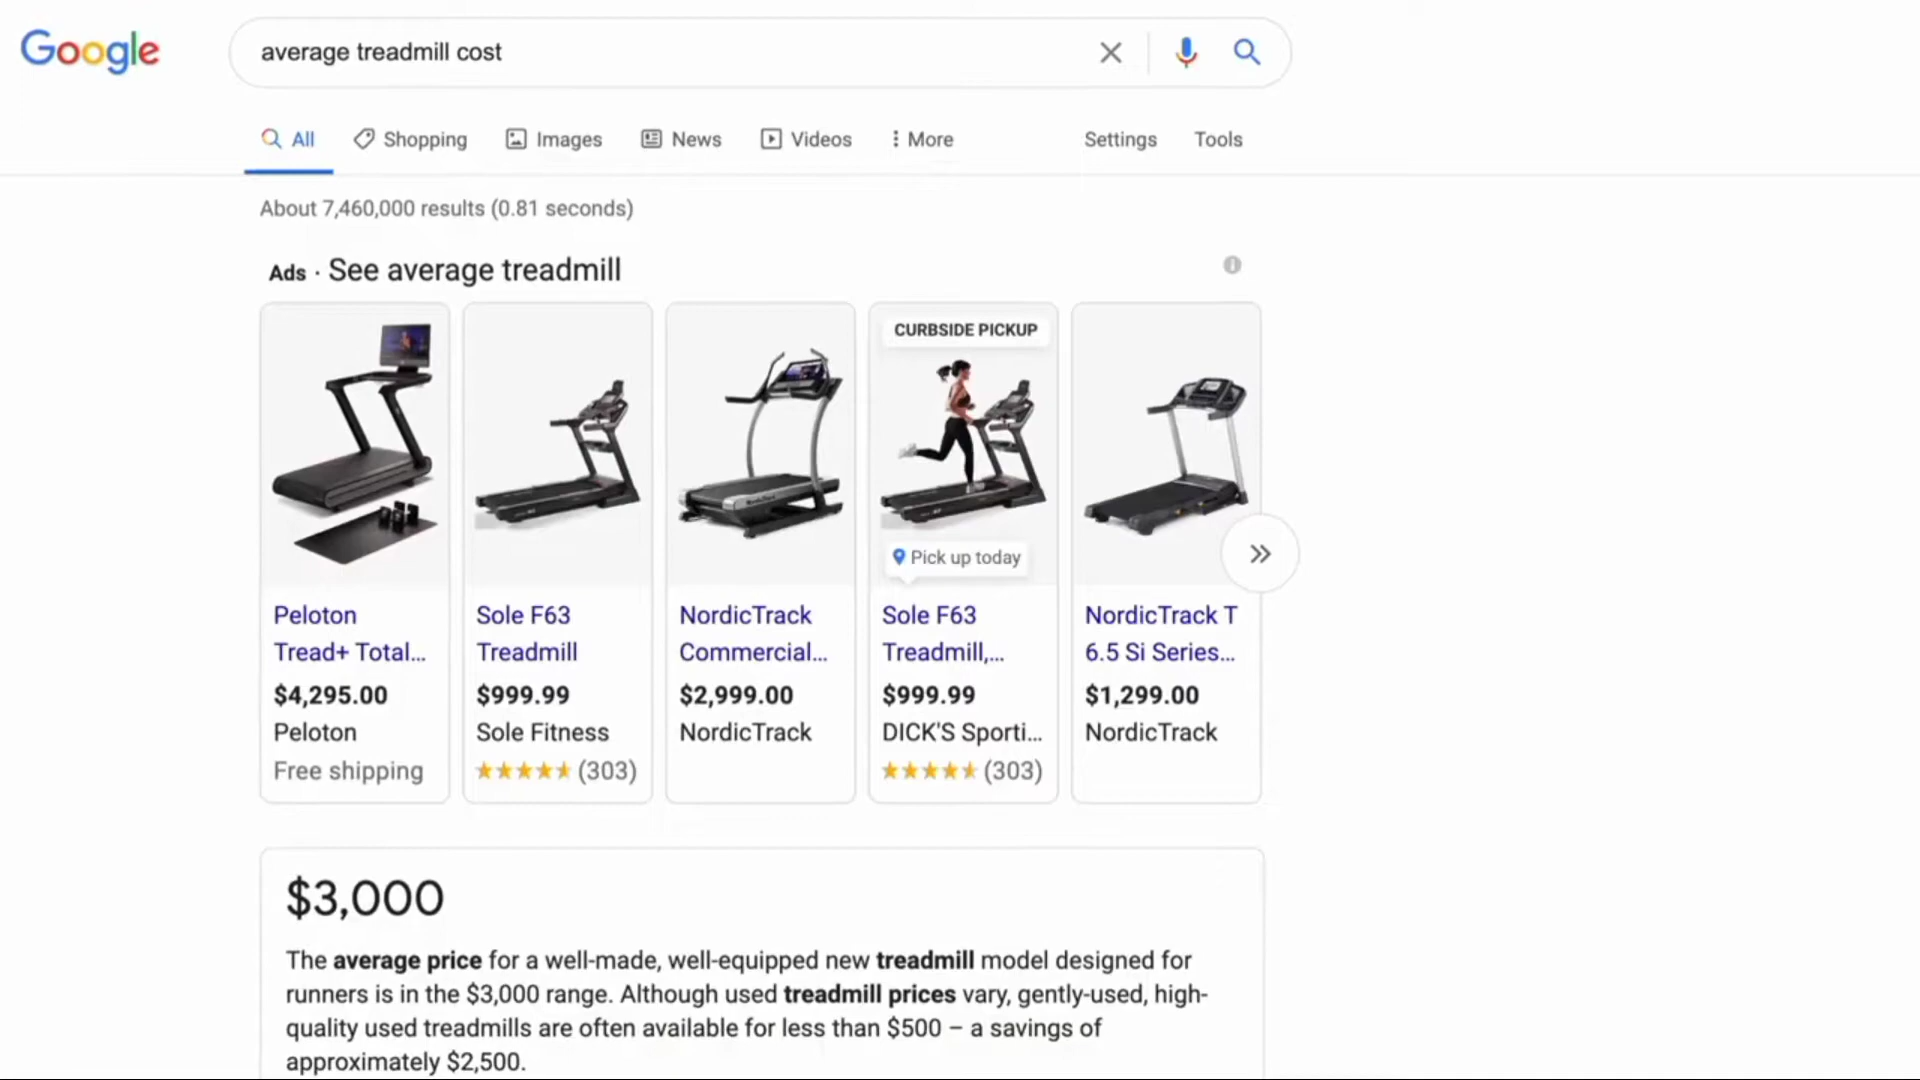 Google
average treadmill cost
All Shopping Images News Videos More Settings Tools
About 7,460,000 results (0.81 seconds)
Ads · See average treadmill
CURBSIDE PICKUP
Pick up today
Peloton
Tread+ Total...
$4,295.00
Peloton
Free shipping
Sole F63
Treadmill
$999.99
Sole Fitness
(303)
NordicTrack
Commercial...
$2,999.00
NordicTrack
Sole F63
Treadmill,...
$999.99
DICK'S Sporti...
(303)
NordicTrack T
6.5 Si Series...
$1,299.00
NordicTrack
$3,000
The average price for a well-made, well-equipped new treadmill model designed for
runners is in the $3,000 range. Although used treadmill prices vary, gently-used, high-
quality used treadmills are often available for less than $500 – a savings of
approximately $2,500.